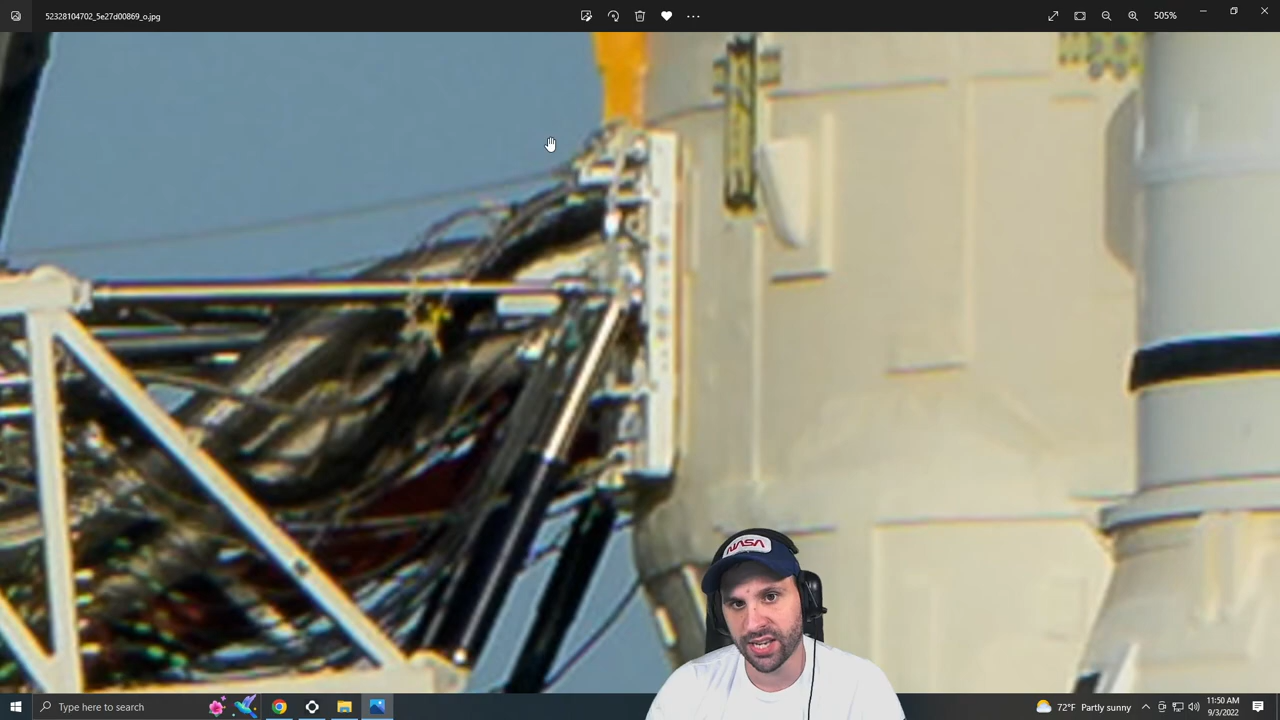 52328104702_5e27d00869_o.jpg
505%
NASA
Type here to search
72°F Partly sunny
11:50 AM
9/3/2022